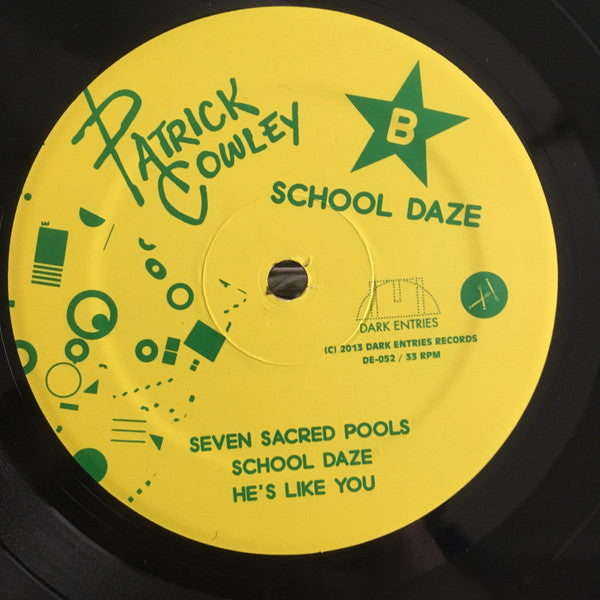 PATRICK
COWLEY
B
SCHOOL DAZE
DARK ENTRIES
(C) 2013 DARK ENTRIES RECORDS
DE-052 / 33 RPM
SEVEN SACRED POOLS
SCHOOL DAZE
HE'S LIKE YOU